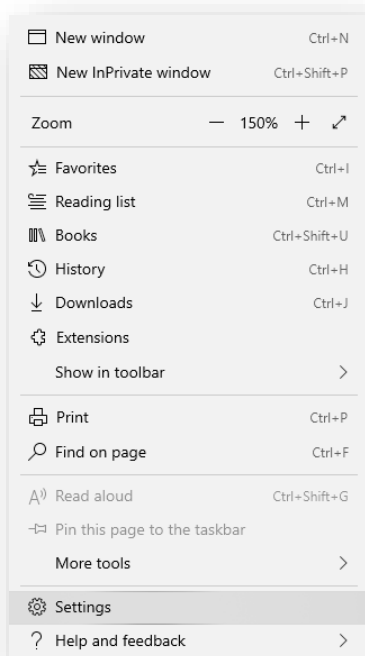 New window Ctrl+N
New InPrivate window Ctrl+Shift+P
Zoom — 150% +
Favorites Ctrl+I
Reading list Ctrl+M
Books Ctrl+Shift+U
History Ctrl+H
Downloads Ctrl+J
Extensions
Show in toolbar
Print Ctrl+P
Find on page Ctrl+F
Read aloud Ctrl+Shift+G
Pin this page to the taskbar
More tools
Settings
? Help and feedback